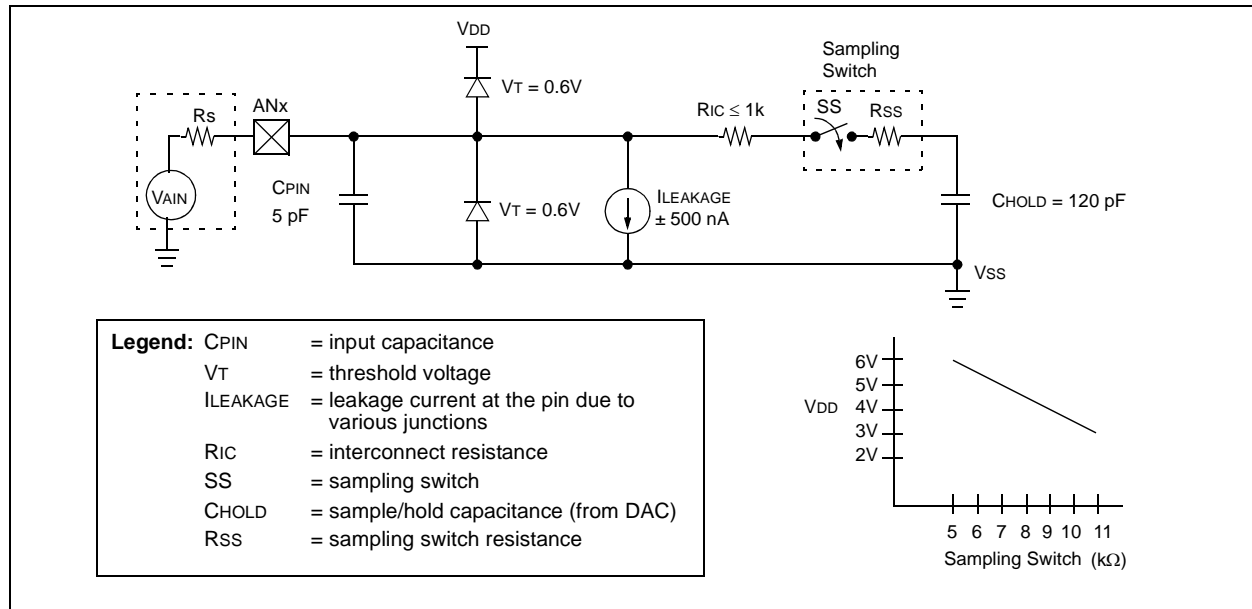 VDD
Sampling
Switch
VT = 0.6V
ANx
RIC ≤ 1k
SS
RSS
Rs
VAIN
CPIN
5 pF
VT = 0.6V
ILEAKAGE
± 500 nA
CHOLD = 120 pF
VSS
Legend: CPIN = input capacitance
VT = threshold voltage
ILEAKAGE = leakage current at the pin due to
various junctions
RIC = interconnect resistance
SS = sampling switch
CHOLD = sample/hold capacitance (from DAC)
RSS = sampling switch resistance
6V
5V
VDD 4V
3V
2V
5 6 7 8 9 10 11
Sampling Switch (kΩ)